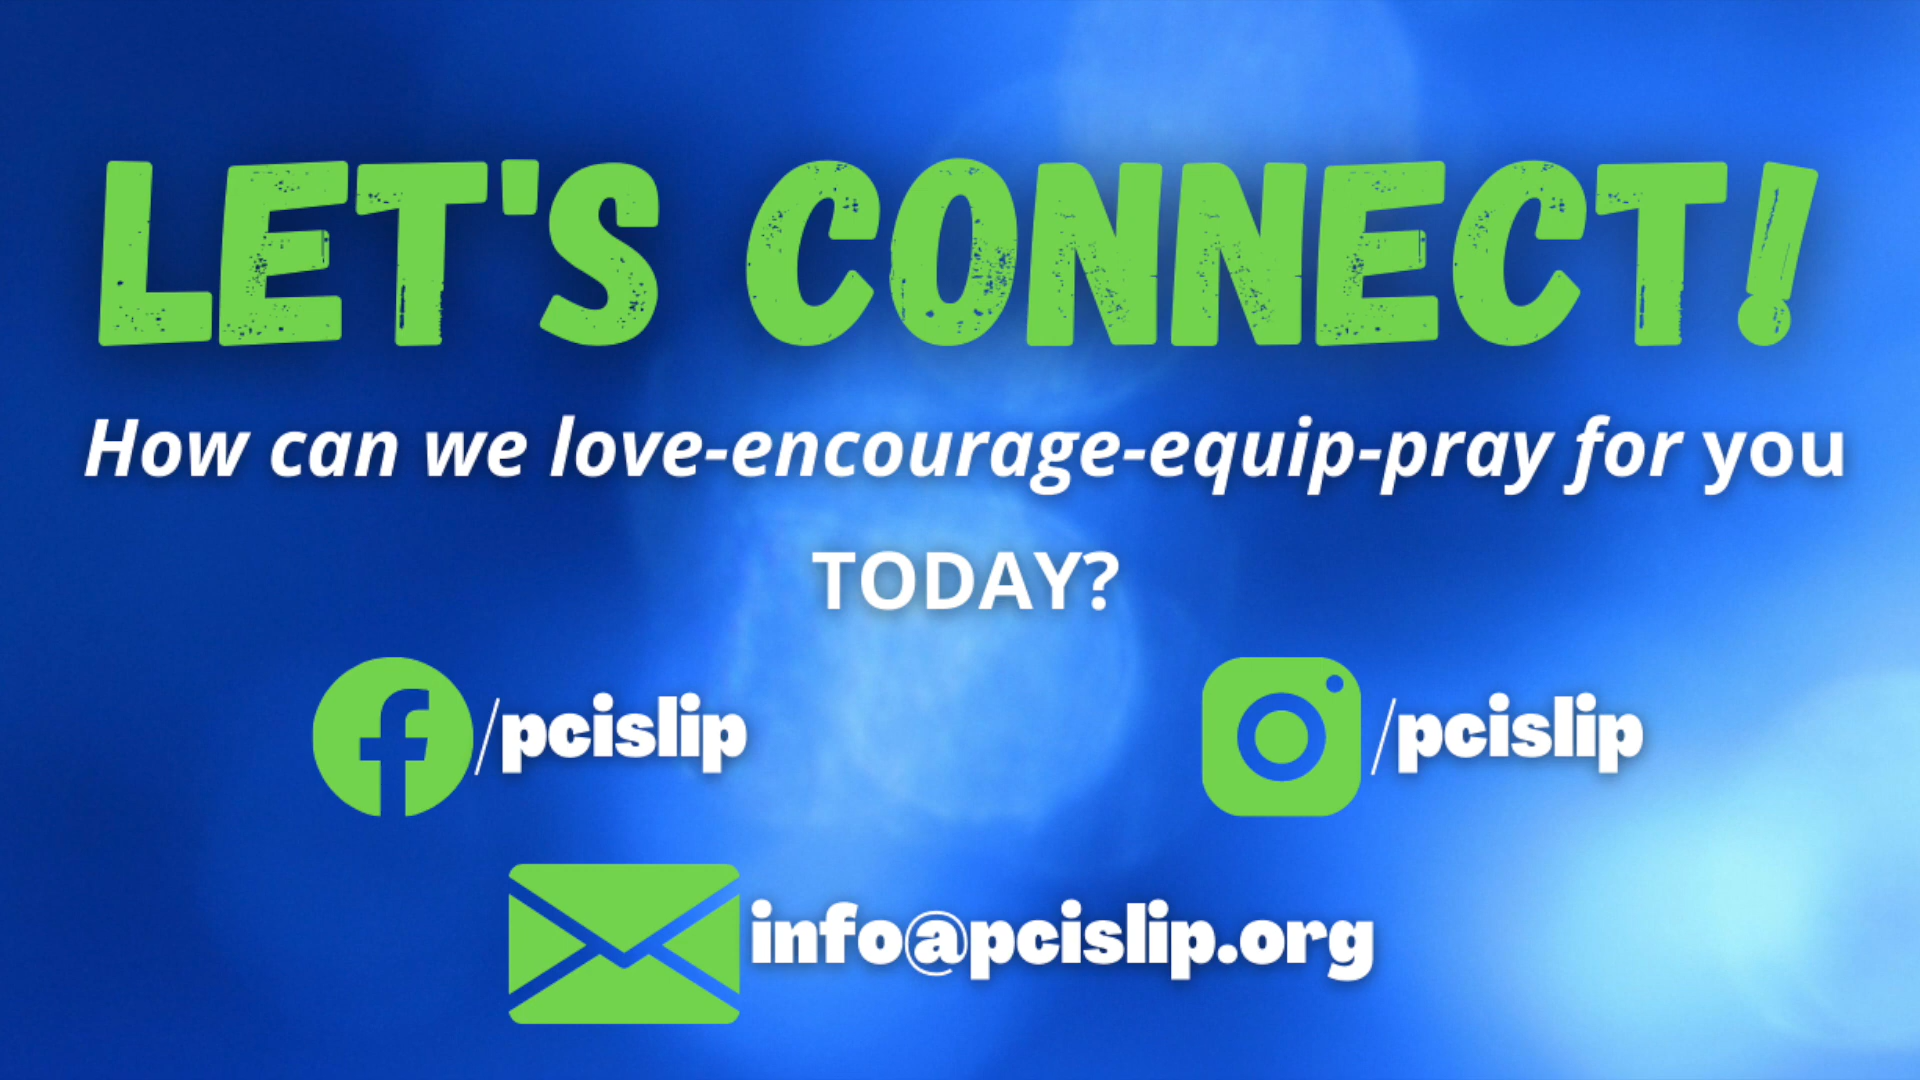 LET'S CONNECT!
How can we love-encourage-equip-pray for you
TODAY?
/pcislip
/pcislip
info@pcislip.org